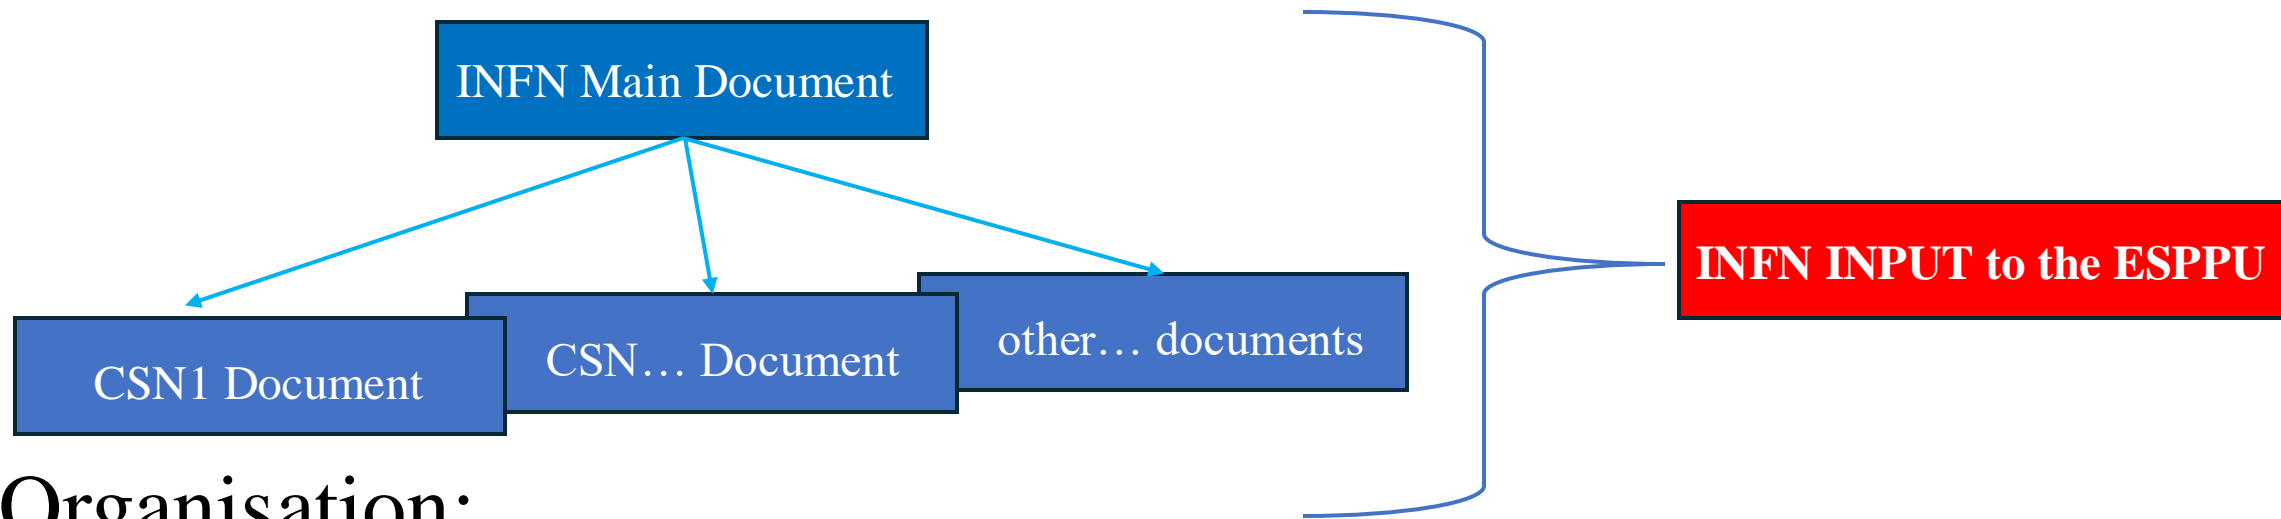 INFN Main Document
INFN INPUT to the ESPPU
other… documents
CSN… Document
CSN1 Document
Organisation: